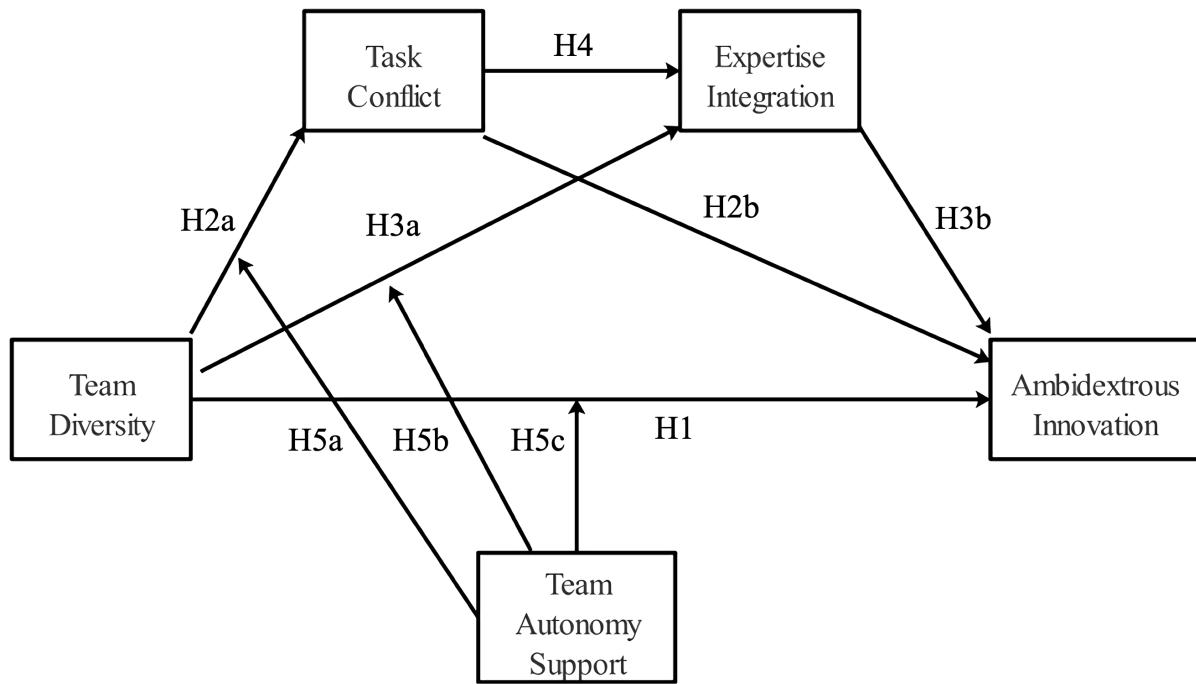 Task
Conflict
H4
Expertise
Integration
H2a
H3a
H2b
H3b
Team
Diversity
H5a
H5b
H5c
H1
Ambidextrous
Innovation
Team
Autonomy
Support